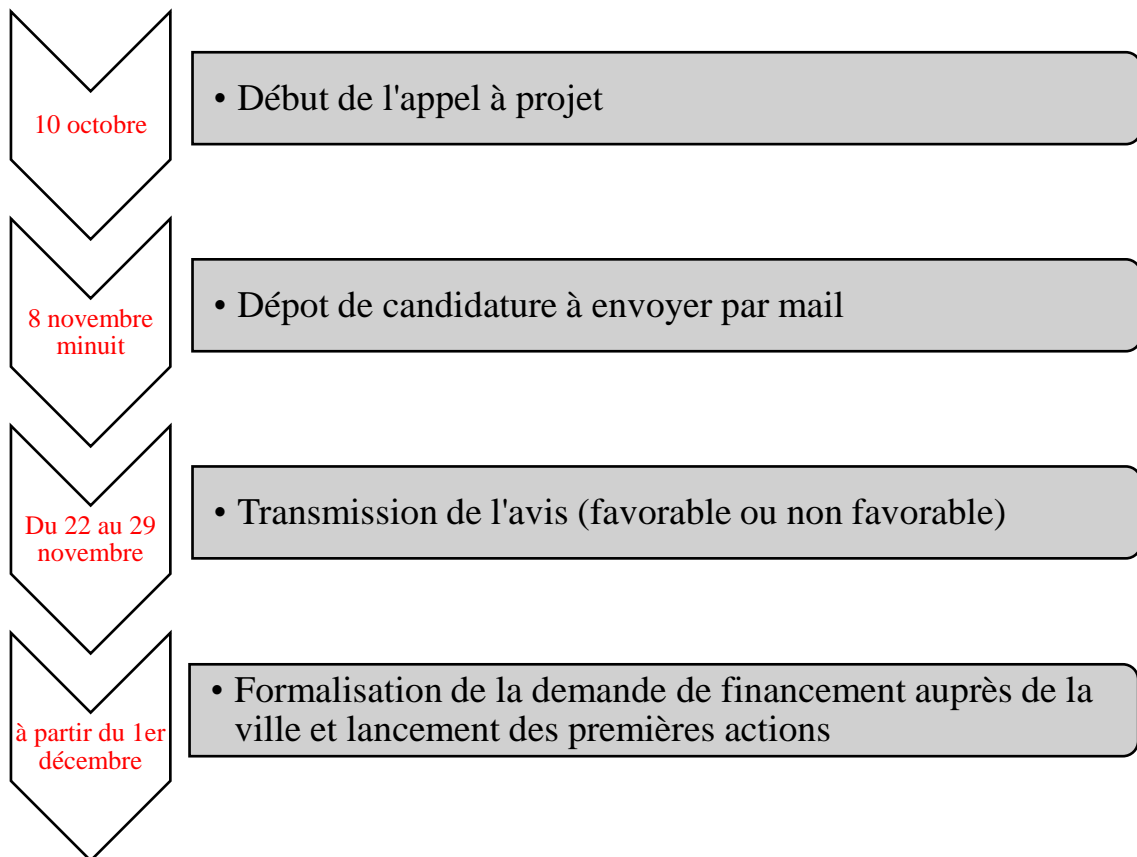 10 octobre
• Début de l'appel à projet
8 novembre
minuit
• Dépot de candidature à envoyer par mail
Du 22 au 29
novembre
• Transmission de l'avis (favorable ou non favorable)
à partir du 1er
décembre
• Formalisation de la demande de financement auprès de la
ville et lancement des premières actions